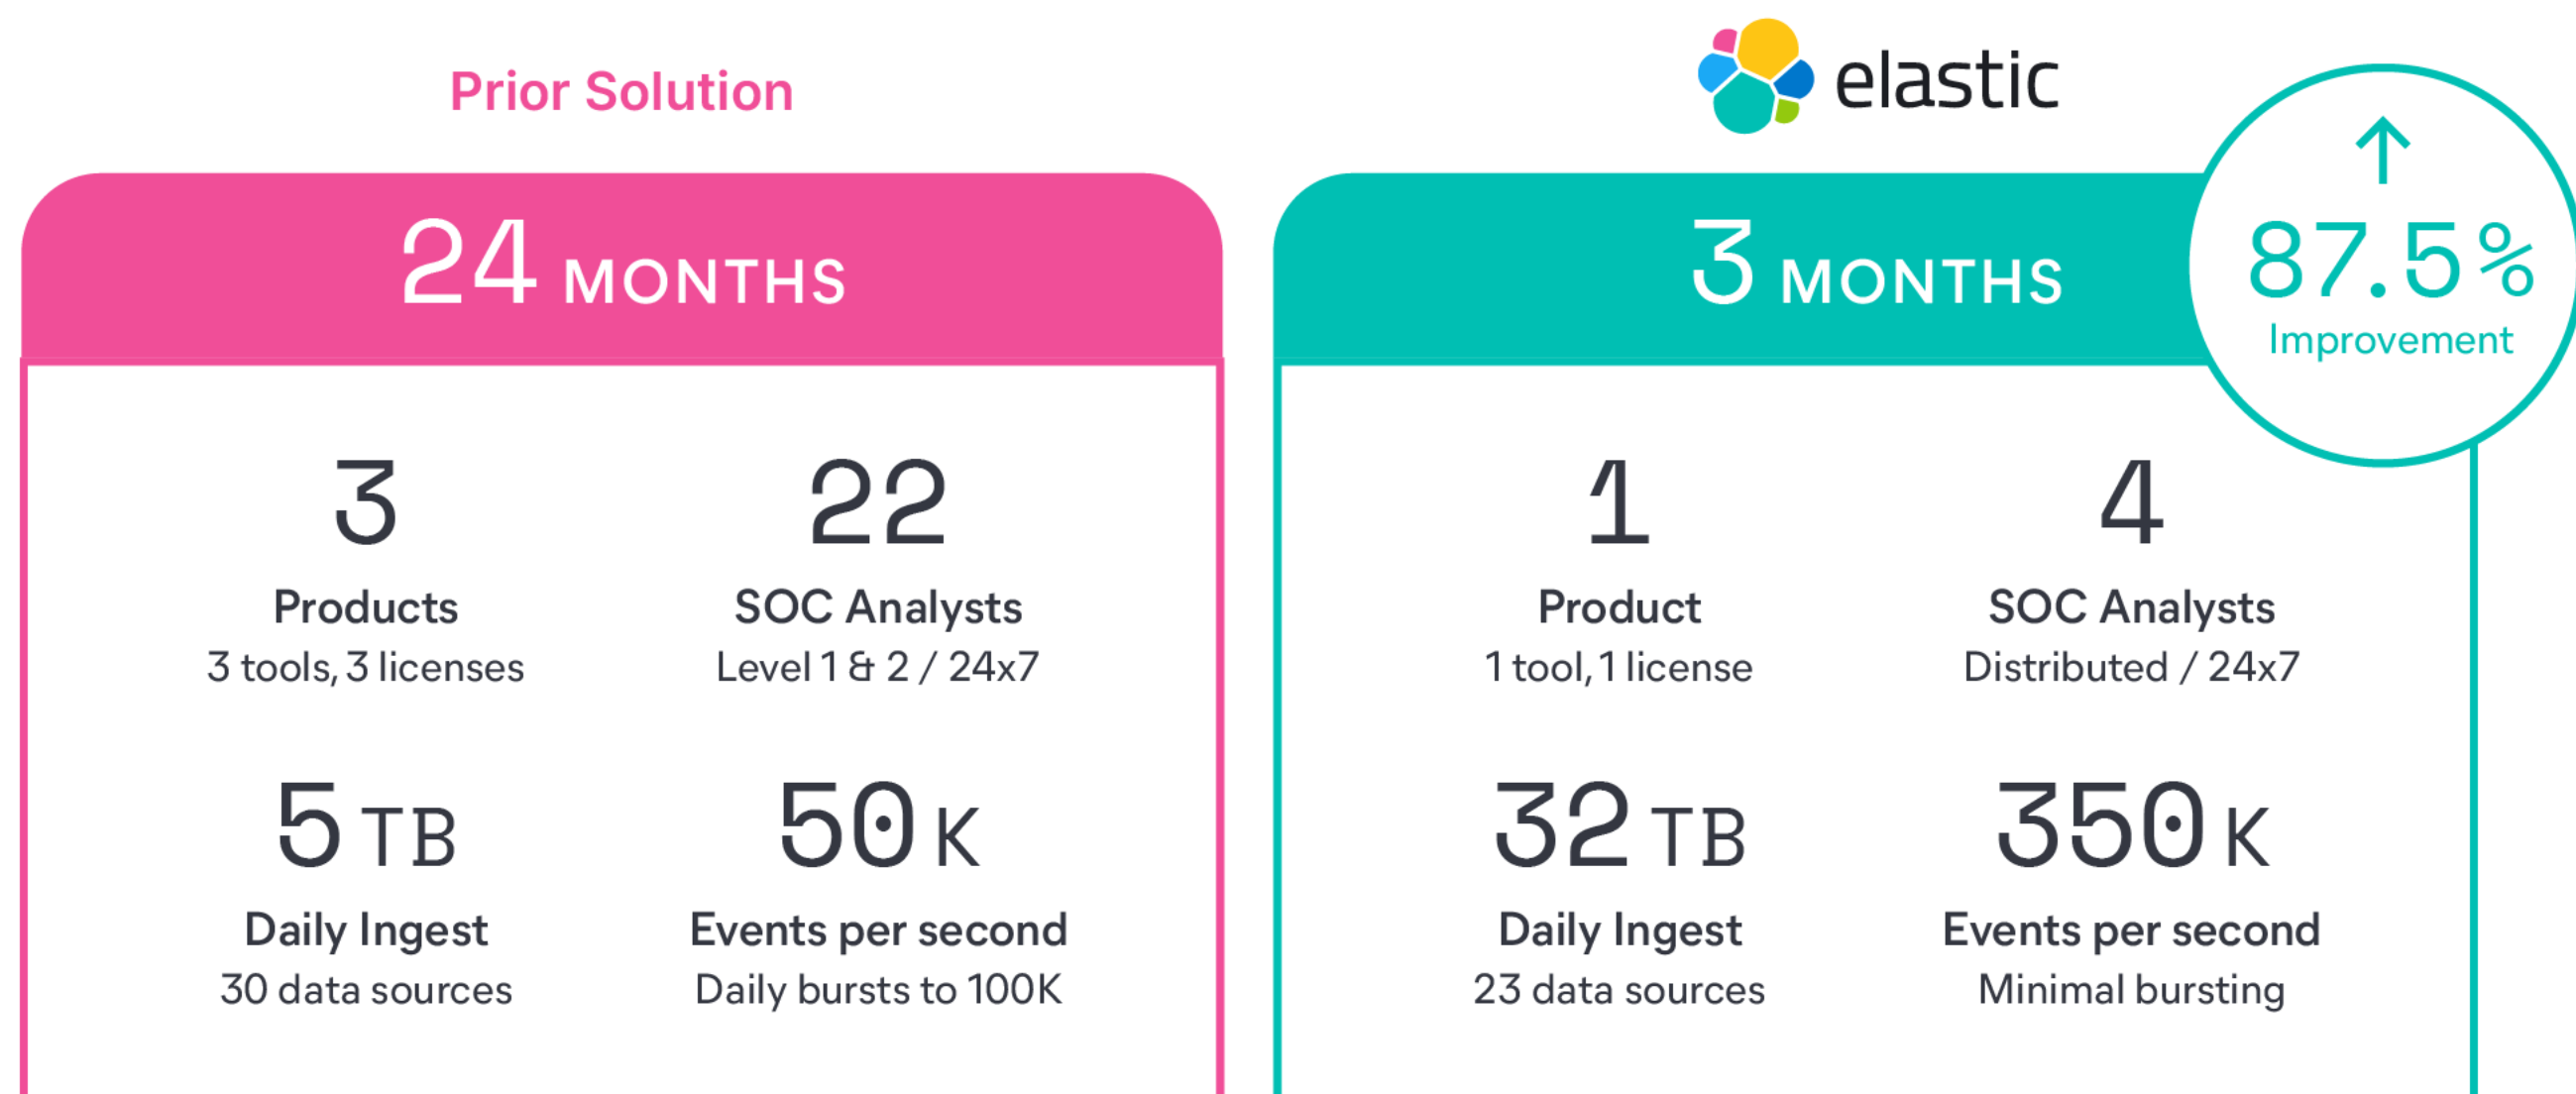 Prior Solution
24 MONTHS
3
Products
3 tools, 3 licenses
22
SOC Analysts
Level 1 & 2 / 24x7
5 TB
Daily Ingest
30 data sources
50 K
Events per second
Daily bursts to 100K
elastic
3 MONTHS
87.5%
Improvement
1
Product
1 tool, 1 license
4
SOC Analysts
Distributed / 24x7
32 TB
Daily Ingest
23 data sources
350 K
Events per second
Minimal bursting